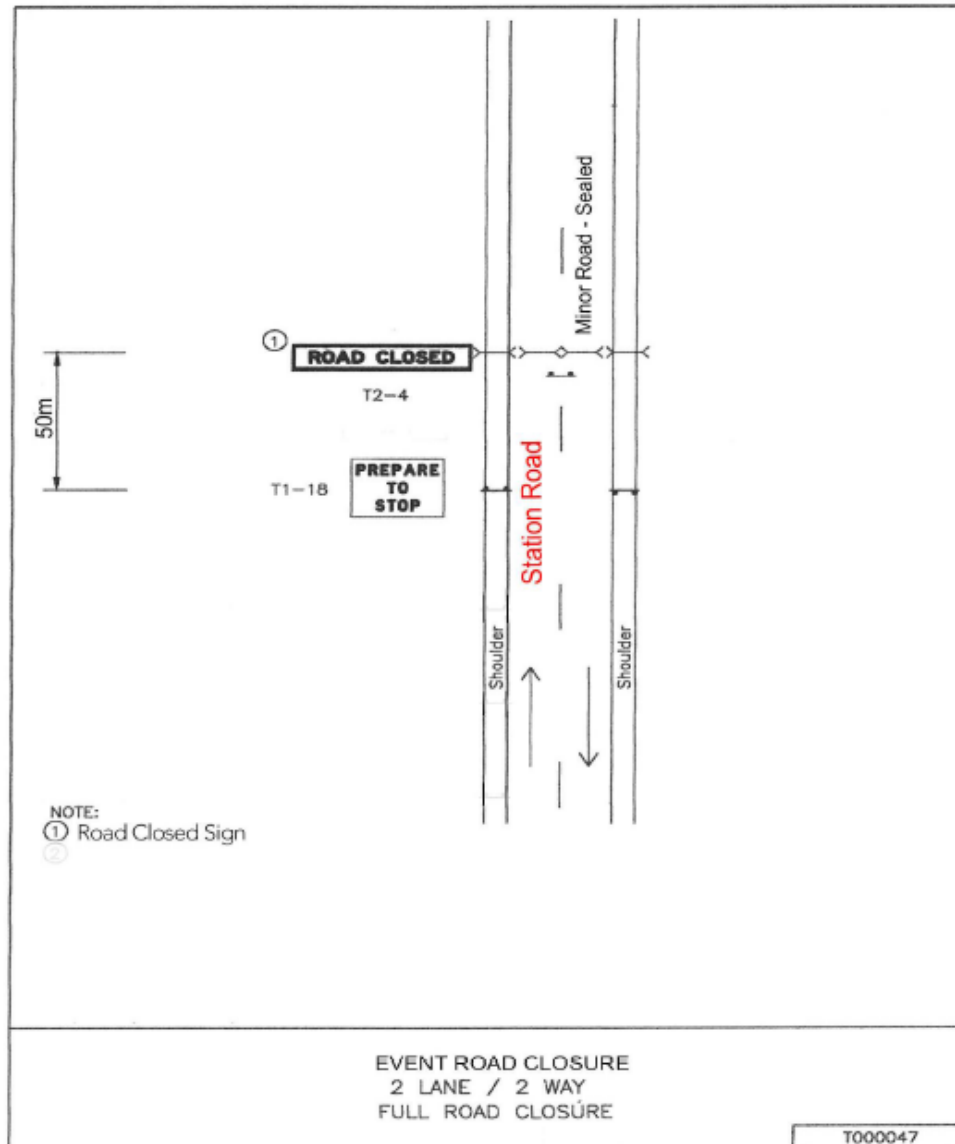 Minor Road - Sealed
①
ROAD CLOSED
T2-4
50m
T1-18
PREPARE
TO
STOP
Station Road
Shoulder
Shoulder
NOTE:
① Road Closed Sign
②
EVENT ROAD CLOSURE
2 LANE / 2 WAY
FULL ROAD CLOSURE
T000047